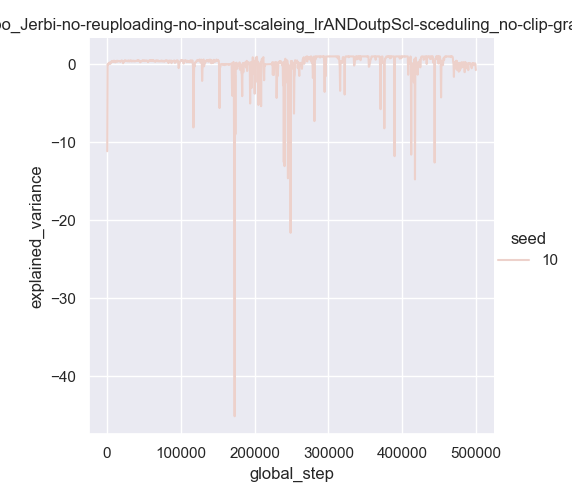 oo_Jerbi-no-reuploading-no-input-scaleing_lrANDoutpScl-sceduling_no-clip-gra
0
−10
−20
−30
−40
explained_variance
0 100000 200000 300000 400000 500000
global_step
seed
10